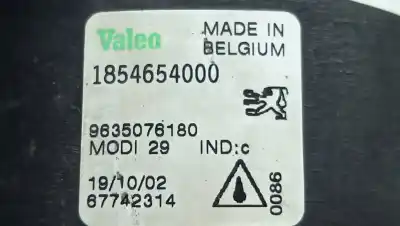 Valeo
MADE IN
BELGIUM
1854654000
9635076180
MODI 29 IND:c
19/10/02
67742314
0086